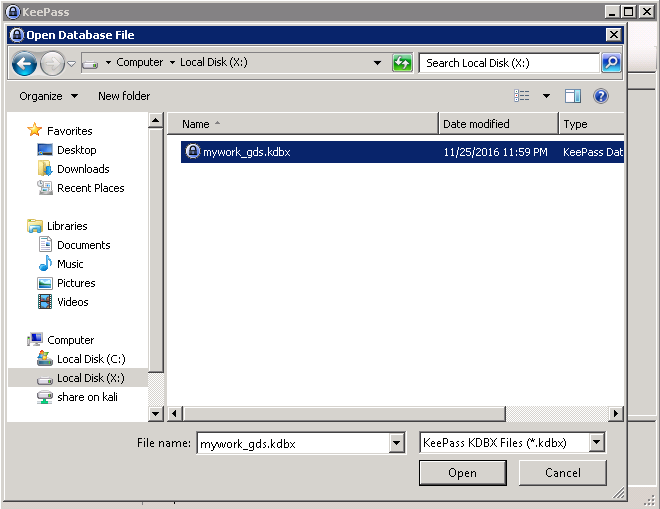 KeePass
Open Database File
Computer Local Disk (X:)
Search Local Disk (X:)
Organize New folder
Name Date modified Type
mywork_gds.kdbx 11/25/2016 11:59 PM KeePass Dat
Favorites
Desktop
Downloads
Recent Places
Libraries
Documents
Music
Pictures
Videos
Computer
Local Disk (C:)
Local Disk (X:)
share on kali
File name: mywork_gds.kdbx KeePass KDBX Files (*.kdbx)
Open Cancel